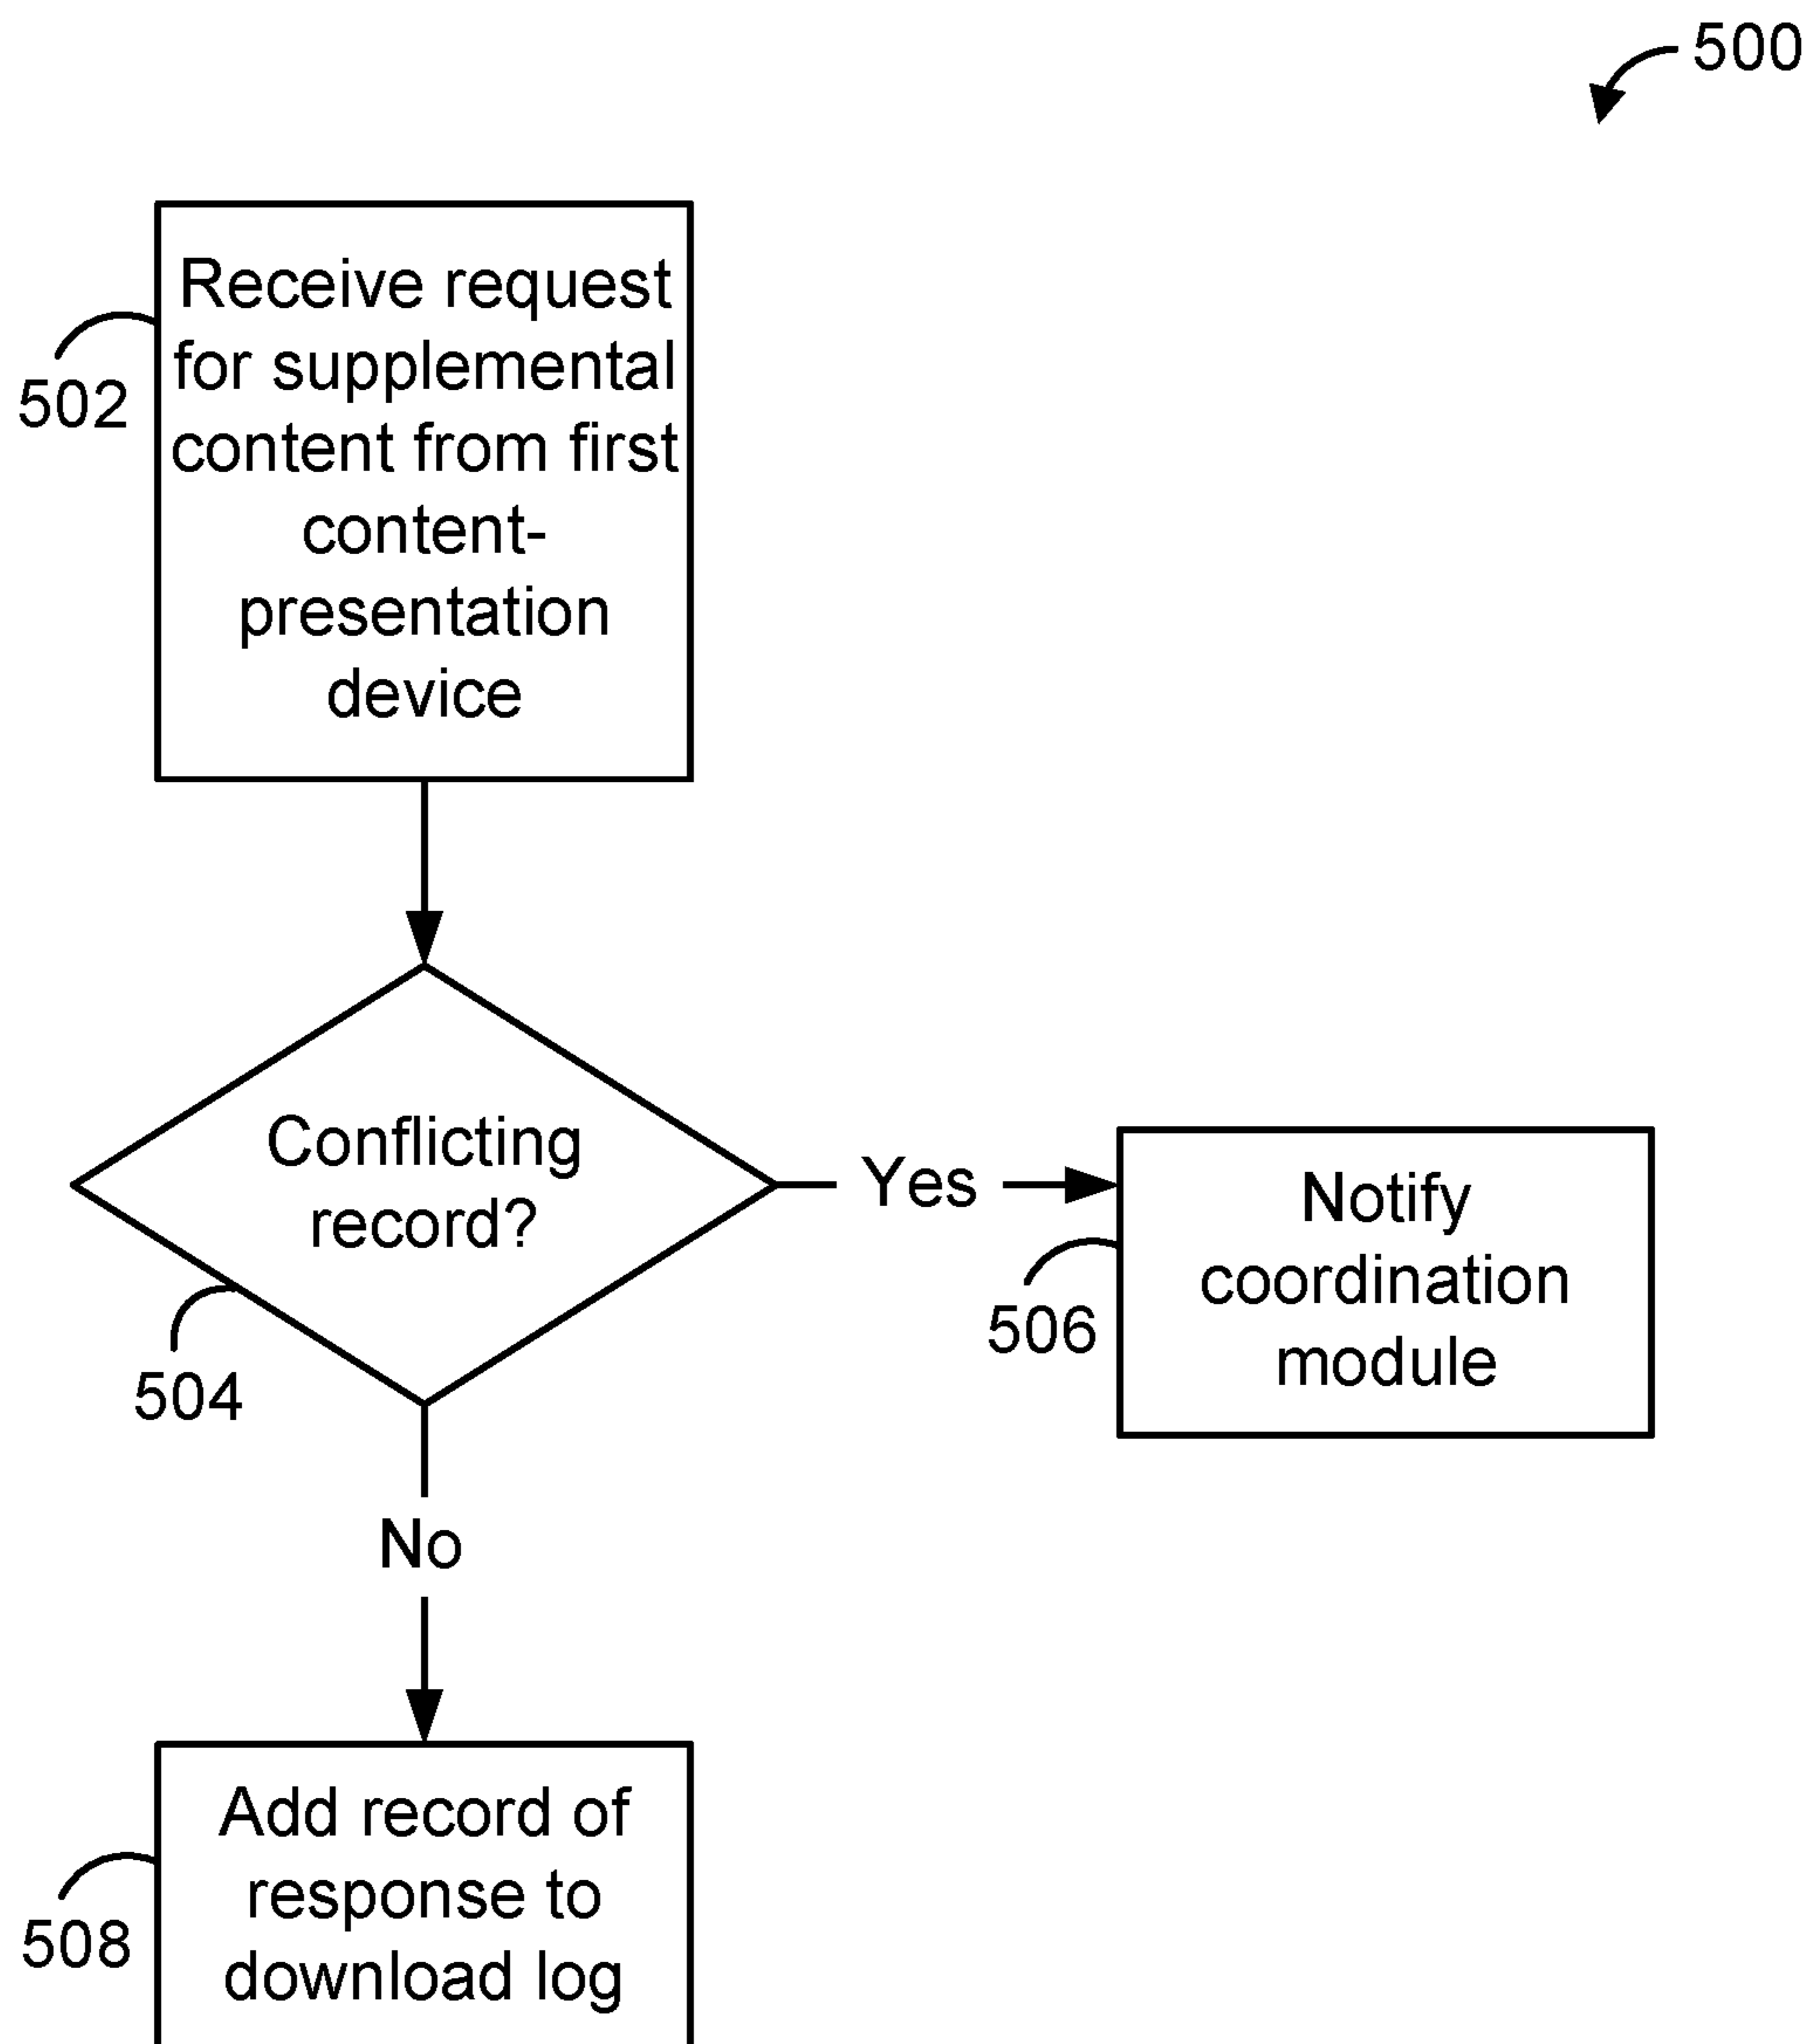 500
Receive request
for supplemental
content from first
content-
presentation
device
502
Conflicting
record?
504
Yes
Notify
coordination
module
506
No
Add record of
response to
download log
508